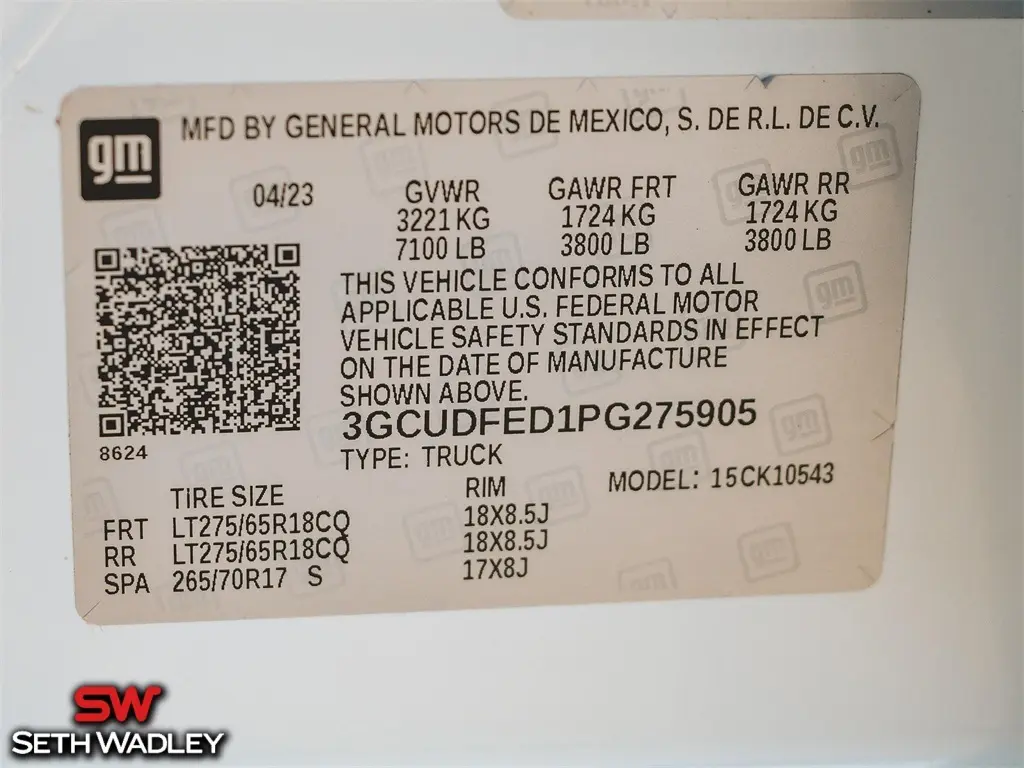 gm
MFD BY GENERAL MOTORS DE MEXICO, S. DE R.L. DE C.V.
04/23 GVWR GAWR FRT GAWR RR
3221 KG 1724 KG 1724 KG
7100 LB 3800 LB 3800 LB
THIS VEHICLE CONFORMS TO ALL
APPLICABLE U.S. FEDERAL MOTOR
VEHICLE SAFETY STANDARDS IN EFFECT
ON THE DATE OF MANUFACTURE
SHOWN ABOVE.
3GCUDFED1PG275905
8624
TYPE: TRUCK
TIRE SIZE RIM MODEL: 15CK10543
FRT LT275/65R18CQ 18X8.5J
RR LT275/65R18CQ 18X8.5J
SPA 265/70R17 S 17X8J
SW
SETH WADLEY